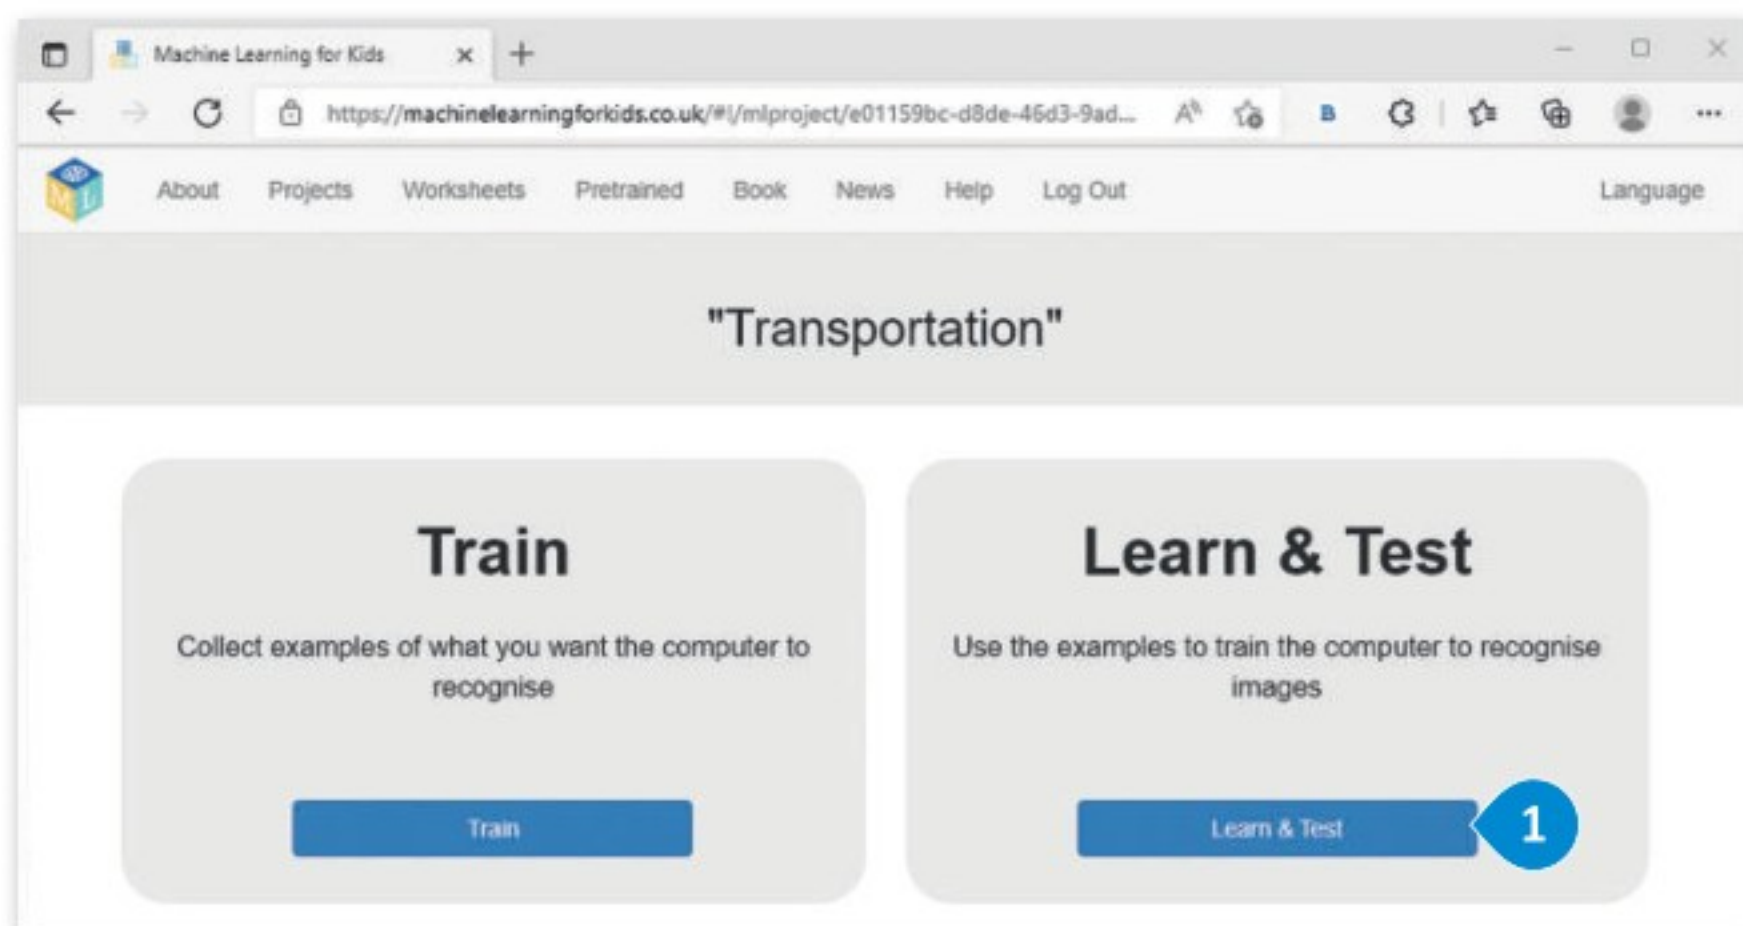 Machine Learning for Kids
https://machinelearningforkids.co.uk/#!/mlproject/e01159bc-d8de-46d3-9ad...
ML About Projects Worksheets Pretrained Book News Help Log Out Language
"Transportation"
Train
Collect examples of what you want the computer to
recognise
Train
Learn & Test
Use the examples to train the computer to recognise
images
Learn & Test
1